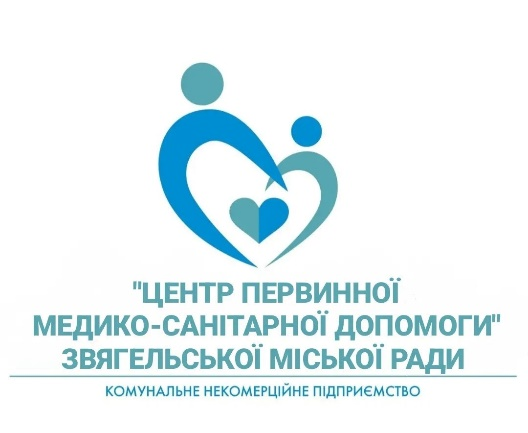 "ЦЕНТР ПЕРВИННОЇ
МЕДИКО-САНІТАРНОЇ ДОПОМОГИ"
ЗВЯГЕЛЬСЬКОЇ МІСЬКОЇ РАДИ
КОМУНАЛЬНЕ НЕКОМЕРЦІЙНЕ ПІДПРИЄМСТВО